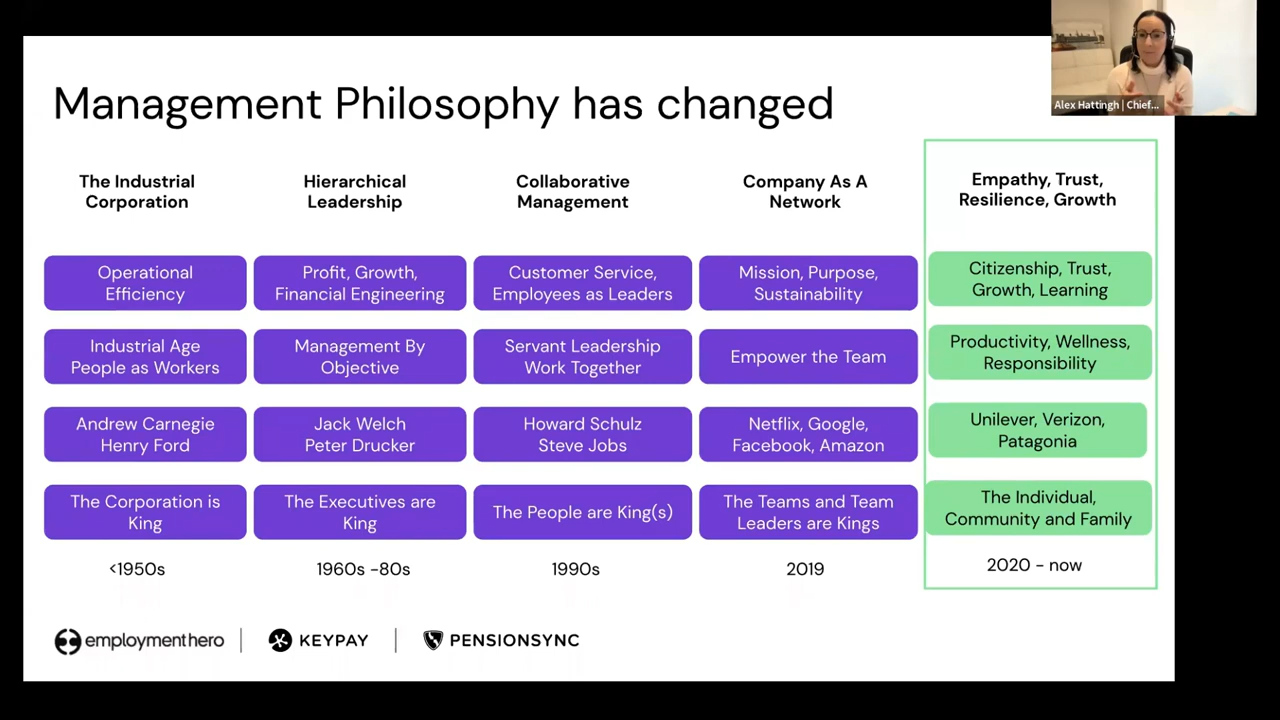 Management Philosophy has changed
Alex Hattingh | Chief...
The Industrial
Corporation
Operational
Efficiency
Industrial Age
People as Workers
Andrew Carnegie
Henry Ford
The Corporation is
King
<1950s
Hierarchical
Leadership
Profit, Growth,
Financial Engineering
Management By
Objective
Jack Welch
Peter Drucker
The Executives are
King
1960s -80s
Collaborative
Management
Customer Service,
Employees as Leaders
Servant Leadership
Work Together
Howard Schulz
Steve Jobs
The People are King(s)
1990s
Company As A
Network
Mission, Purpose,
Sustainability
Empower the Team
Netflix, Google,
Facebook, Amazon
The Teams and Team
Leaders are Kings
2019
Empathy, Trust,
Resilience, Growth
Citizenship, Trust,
Growth, Learning
Productivity, Wellness,
Responsibility
Unilever, Verizon,
Patagonia
The Individual,
Community and Family
2020 - now
employmenthero
KEYPAY
PENSIONSYNC